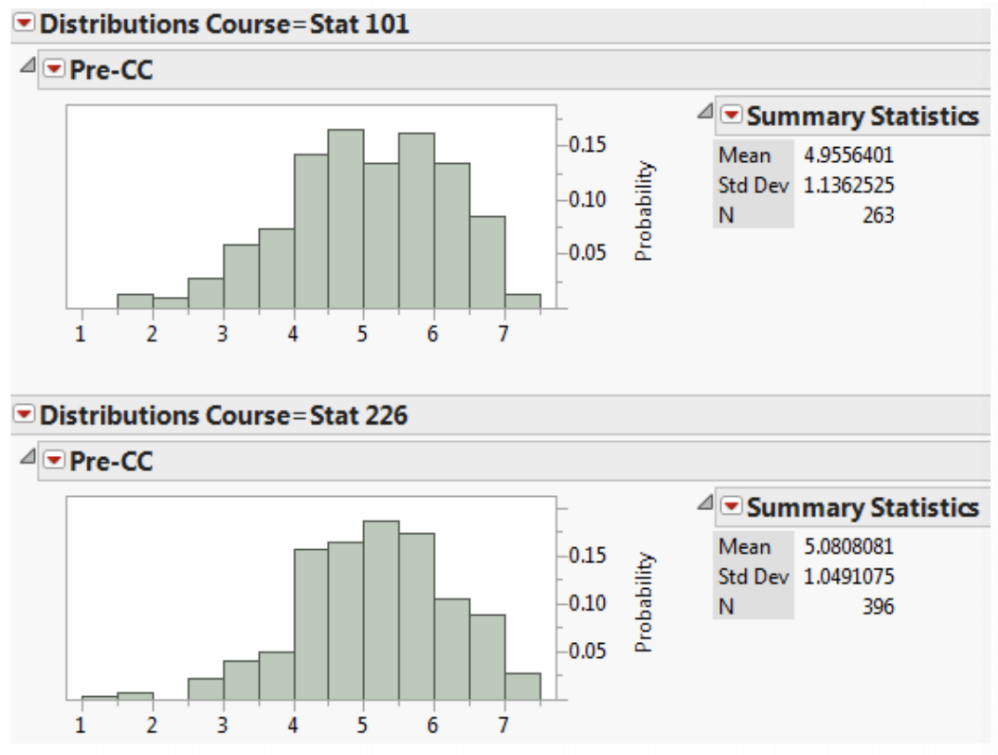 Distributions Course=Stat 101
Pre-CC
0.15
0.10
0.05
Probability
1 2 3 4 5 6 7
Summary Statistics
Mean 4.9556401
Std Dev 1.1362525
N 263
Distributions Course=Stat 226
Pre-CC
0.15
0.10
0.05
Probability
1 2 3 4 5 6 7
Summary Statistics
Mean 5.0808081
Std Dev 1.0491075
N 396